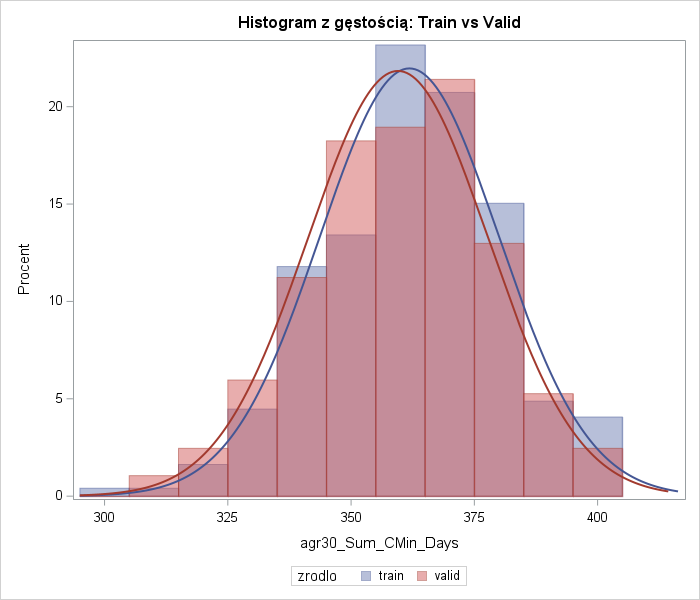 Histogram z gęstością: Train vs Valid
Procent
20
15
10
5
0
300 325 350 375 400
agr30_Sum_CMin_Days
zrodlo train valid